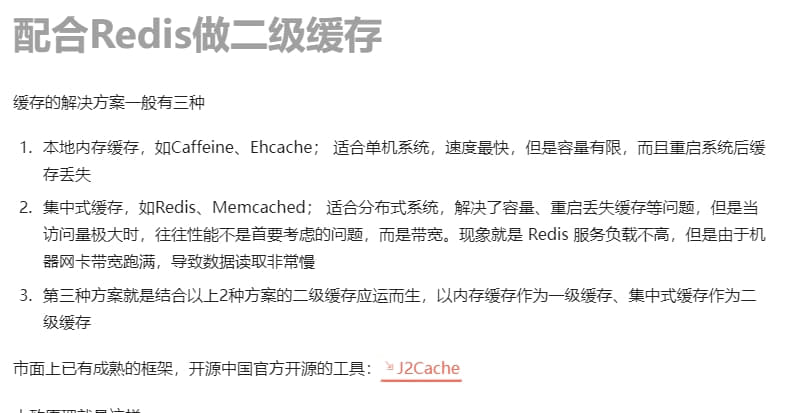 配合Redis做二级缓存
缓存的解决方案一般有三种
1. 本地内存缓存，如Caffeine、Ehcache； 适合单机系统，速度最快，但是容量有限，而且重启系统后缓
存丢失
2. 集中式缓存，如Redis、Memcached； 适合分布式系统，解决了容量、重启丢失缓存等问题，但是当
访问量极大时，往往性能不是首要考虑的问题，而是带宽。现象就是 Redis 服务负载不高，但是由于机
器网卡带宽跑满，导致数据读取非常慢
3. 第三种方案就是结合以上2种方案的二级缓存应运而生，以内存缓存作为一级缓存、集中式缓存作为二
级缓存
市面上已有成熟的框架，开源中国官方开源的工具：J2Cache